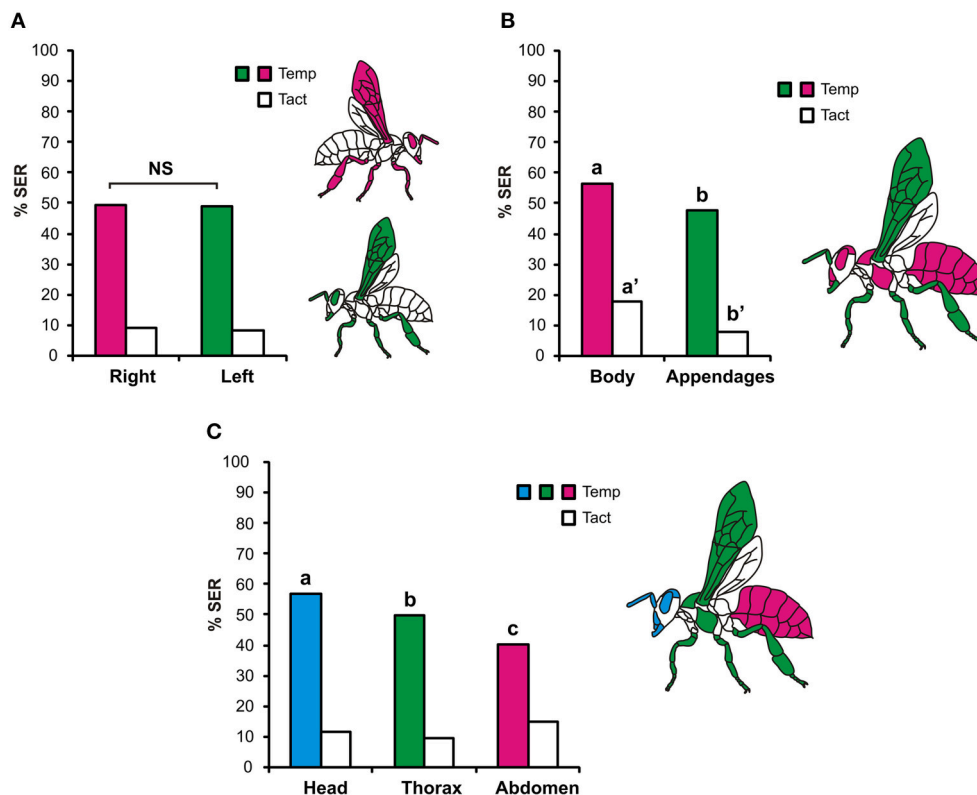 A
100
90
80
70
60
50
40
30
20
10
0
% SER
Temp
Tact
NS
Right Left
B
100
90
80
70
60
50
40
30
20
10
0
% SER
Temp
Tact
a
b
a’
b’
Body Appendages
C
100
90
80
70
60
50
40
30
20
10
0
% SER
Temp
Tact
a
b
c
Head Thorax Abdomen